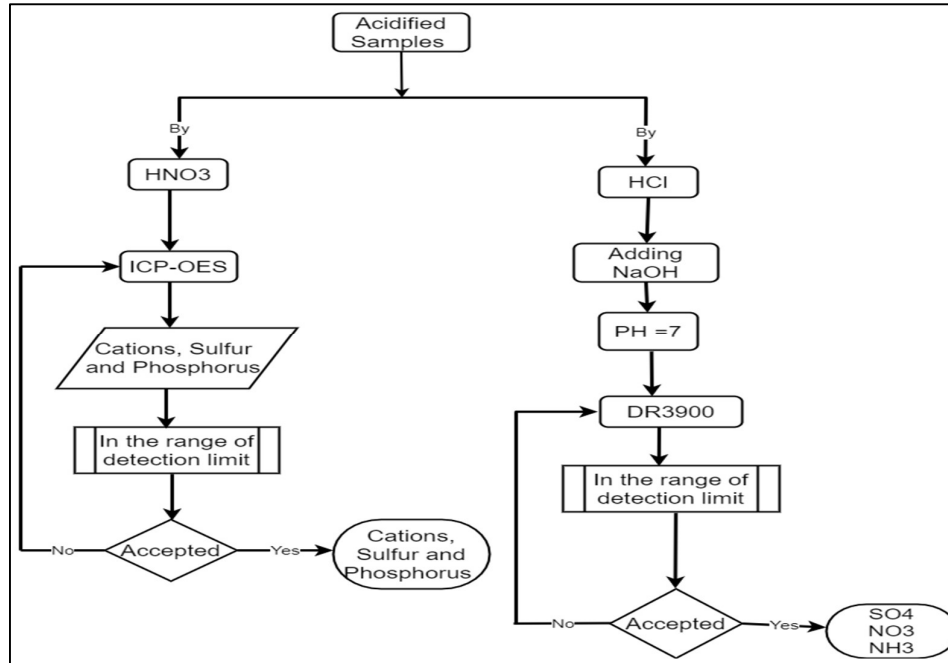 Acidified
Samples
By
By
HNO3
HCl
ICP-OES
Adding
NaOH
Cations, Sulfur
and Phosphorus
PH =7
DR3900
In the range of
detection limit
In the range of
detection limit
Accepted
No
Yes
Cations,
Sulfur and
Phosphorus
Accepted
No
Yes
SO4
NO3
NH3